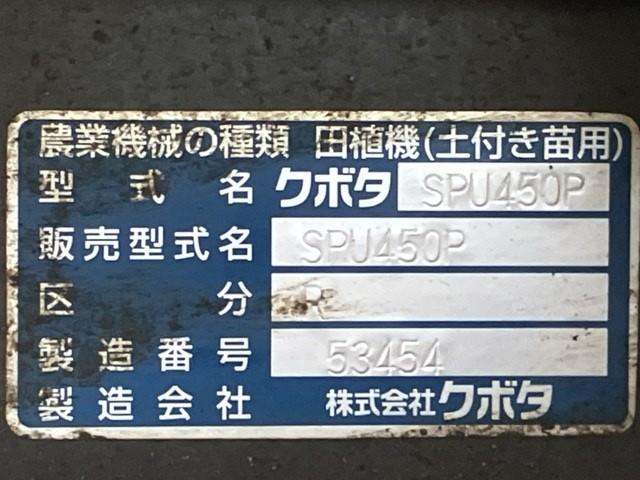 農業機械の種類 田植機(土付き苗用)
型式名 クボタ SPU450P
販売型式名 SPU450P
区分
製造番号 53454
製造会社 株式会社クボタ